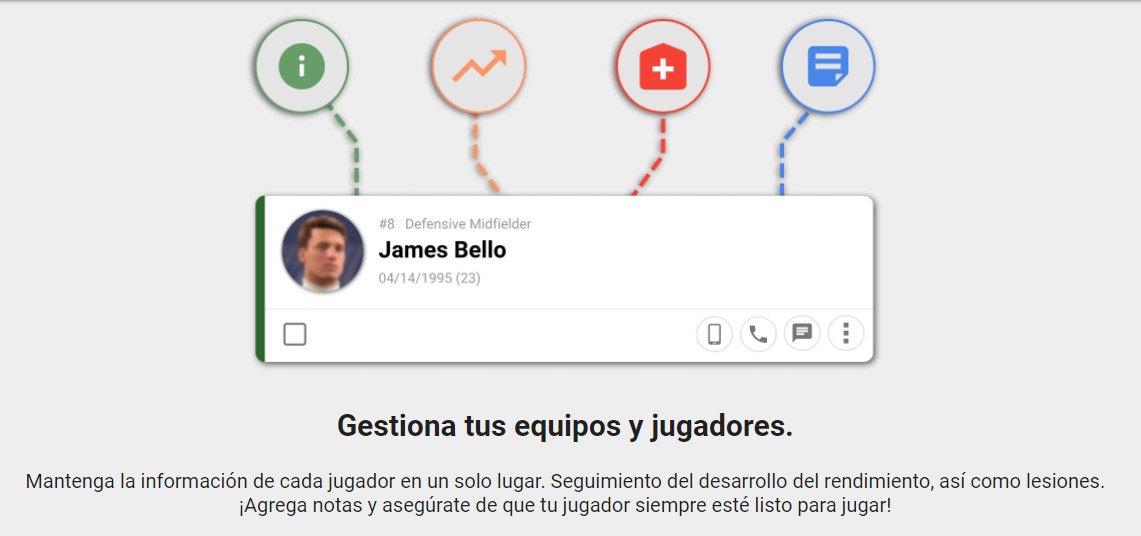 #8 Defensive Midfielder
James Bello
04/14/1995 (23)
Gestiona tus equipos y jugadores.
Mantenga la información de cada jugador en un solo lugar. Seguimiento del desarrollo del rendimiento, así como lesiones.
¡Agrega notas y asegúrate de que tu jugador siempre esté listo para jugar!